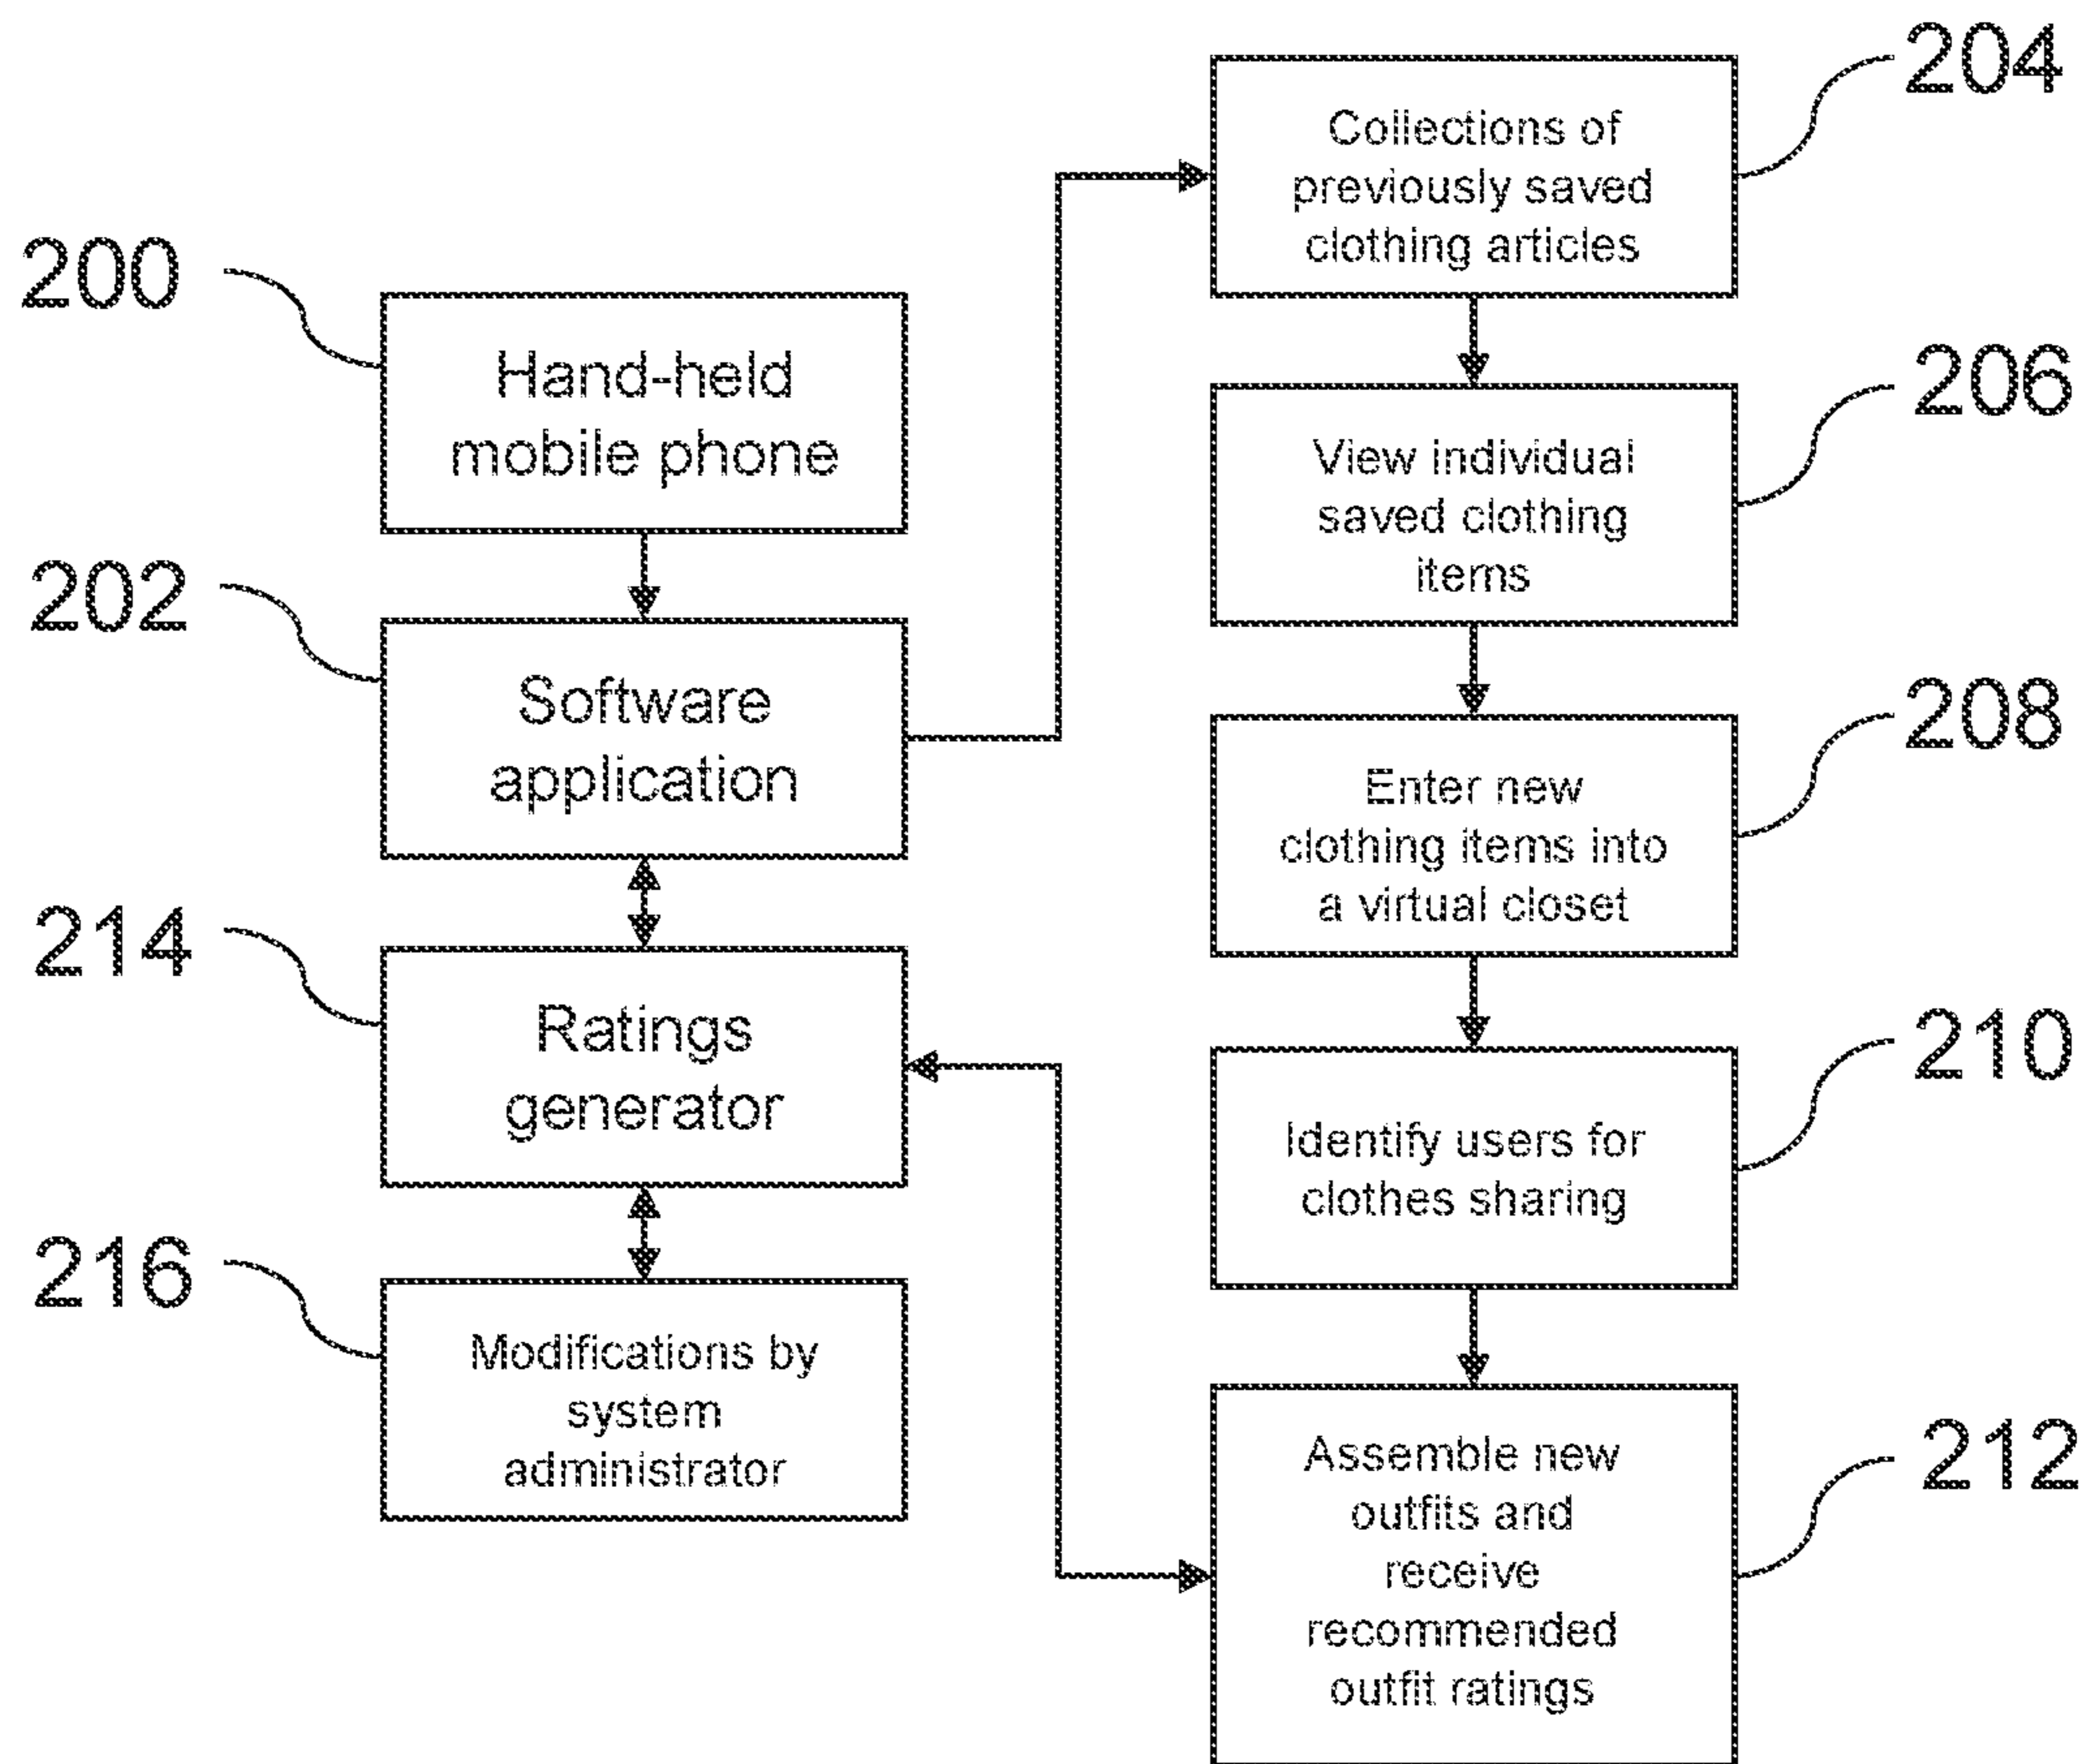 200
Hand-held
mobile phone
202
Software
application
214
Ratings
generator
216
Modifications by
system
administrator
204
Collections of
previously saved
clothing articles
206
View individual
saved clothing
items
208
Enter new
clothing items into
a virtual closet
210
Identify users for
clothes sharing
212
Assemble new
outfits and
receive
recommended
outfit ratings